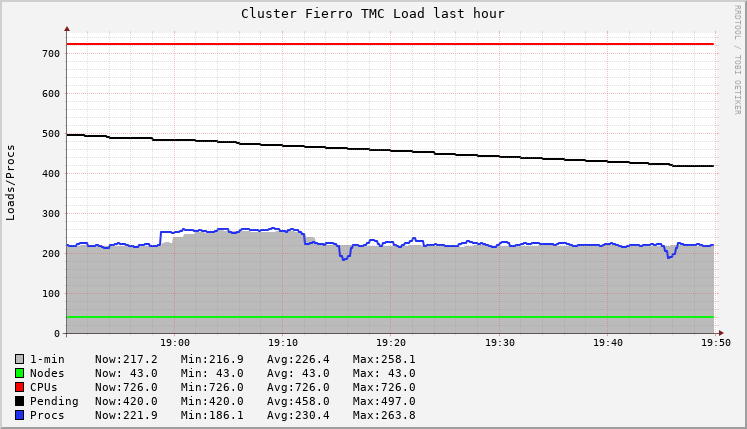 Cluster Fierro TMC Load last hour
RRDTOOL / TOBI OETIKER
Loads/Procs
700
600
500
400
300
200
100
0
19:00 19:10 19:20 19:30 19:40 19:50
1-min Now:217.2 Min:216.9 Avg:226.4 Max:258.1
Nodes Now: 43.0 Min: 43.0 Avg: 43.0 Max: 43.0
CPUs Now:726.0 Min:726.0 Avg:726.0 Max:726.0
Pending Now:420.0 Min:420.0 Avg:458.0 Max:497.0
Procs Now:221.9 Min:186.1 Avg:230.4 Max:263.8